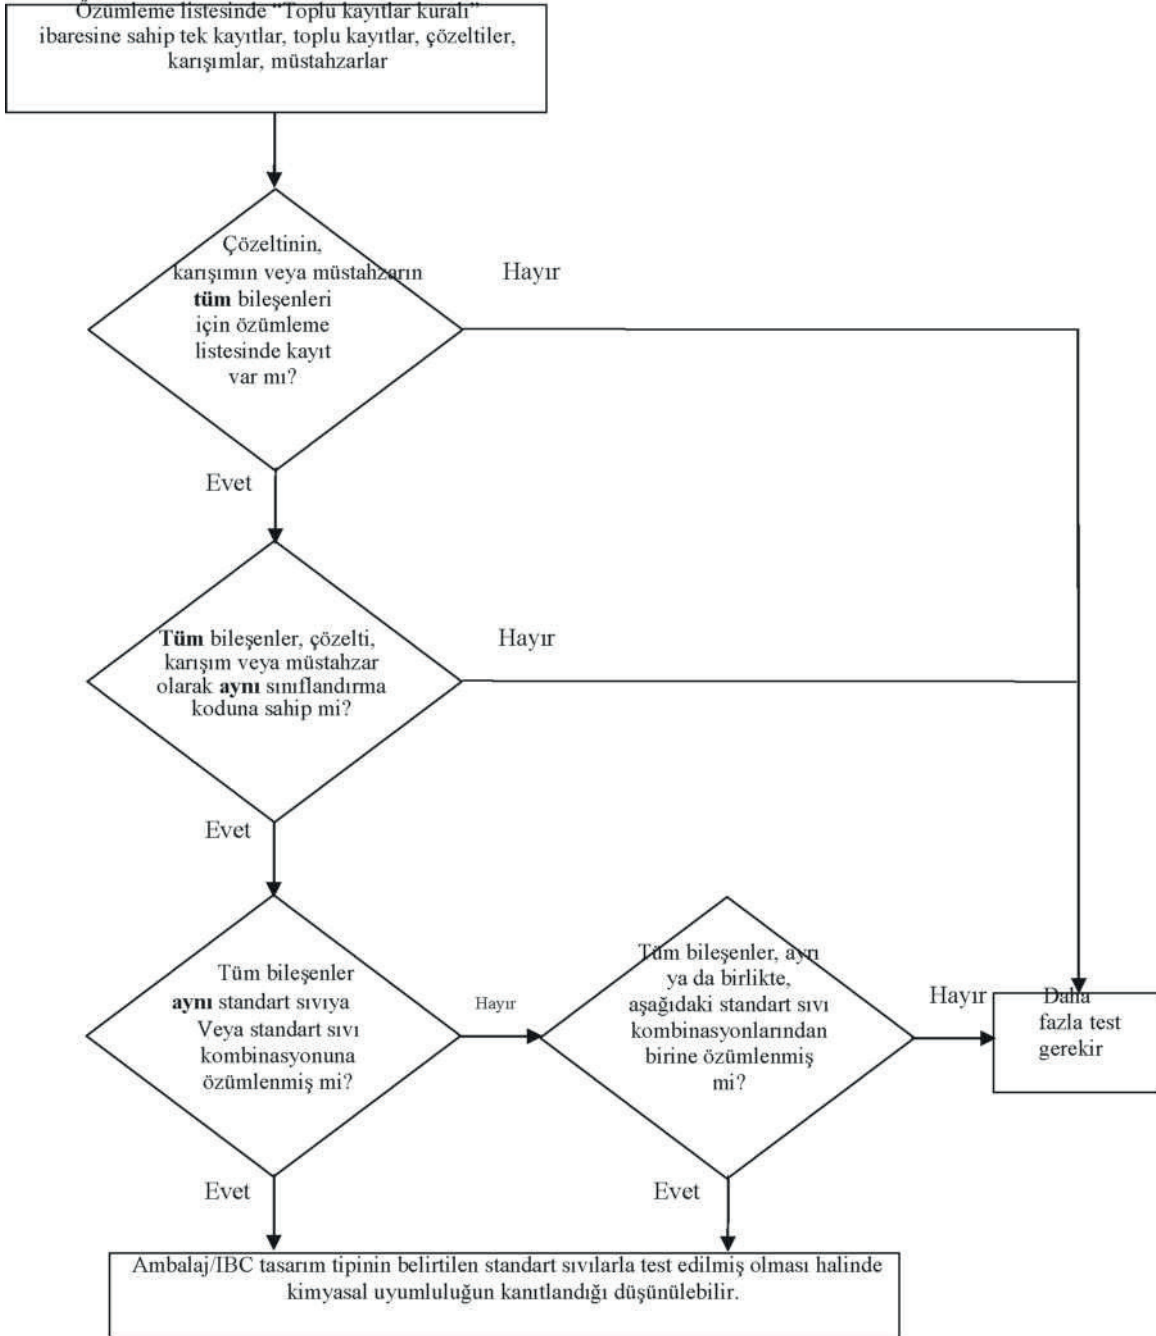 Özümleme listesinde "Toplu kayıtlar kuralı"
ibaresine sahip tek kayıtlar, toplu kayıtlar, çözeltiler,
karışımlar, müstahzarlar
Çözeltinin,
karışımın veya müstahzarın
tüm bileşenleri
için özümleme
listesinde kayıt
var mı?
Hayır
Evet
Tüm bileşenler, çözelti,
karışım veya müstahzar
olarak aynı sınıflandırma
koduna sahip mi?
Hayır
Evet
Tüm bileşenler
aynı standart sıvıya
Veya standart sıvı
kombinasyonuna
özümlenmiş mi?
Hayır
Tüm bileşenler, ayrı
ya da birlikte,
aşağıdaki standart sıvı
kombinasyonlarından
birine özümlenmiş
mi?
Hayır
Daha
fazla test
gerekir
Evet
Evet
Ambalaj/IBC tasarım tipinin belirtilen standart sıvılarla test edilmiş olması halinde
kimyasal uyumluluğun kanıtlandığı düşünülebilir.